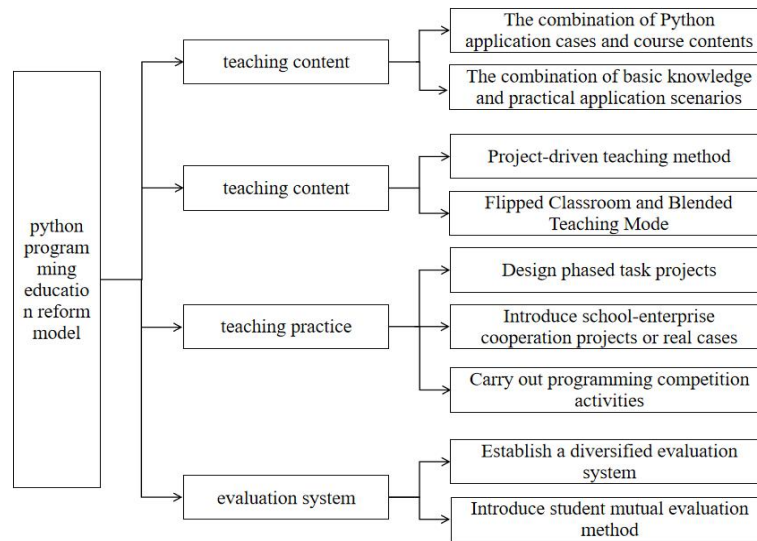 python
program
ming
educatio
n reform
model
teaching content
The combination of Python
application cases and course contents
The combination of basic knowledge
and practical application scenarios
teaching content
Project-driven teaching method
Flipped Classroom and Blended
Teaching Mode
teaching practice
Design phased task projects
Introduce school-enterprise
cooperation projects or real cases
Carry out programming competition
activities
evaluation system
Establish a diversified evaluation
system
Introduce student mutual evaluation
method